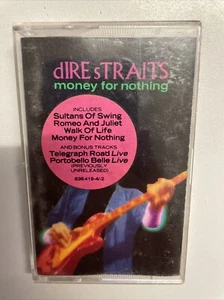 dIRE sTRAITS
money for nothing
INCLUDES
Sultans Of Swing
Romeo And Juliet
Walk Of Life
Money For Nothing
AND BONUS TRACKS
Telegraph Road Live
Portobello Belle Live
(PREVIOUSLY
UNRELEASED)
836 419-4/2